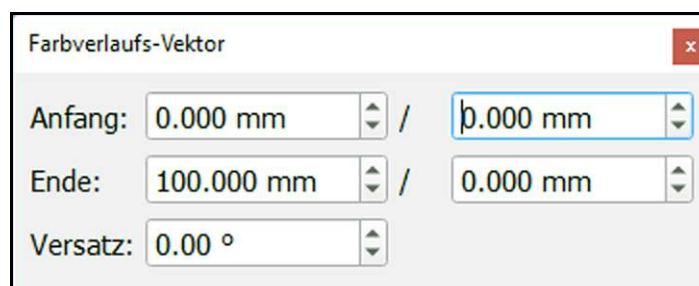 Farbverlaufs-Vektor x
Anfang: 0.000 mm / 0.000 mm
Ende: 100.000 mm / 0.000 mm
Versatz: 0.00 º